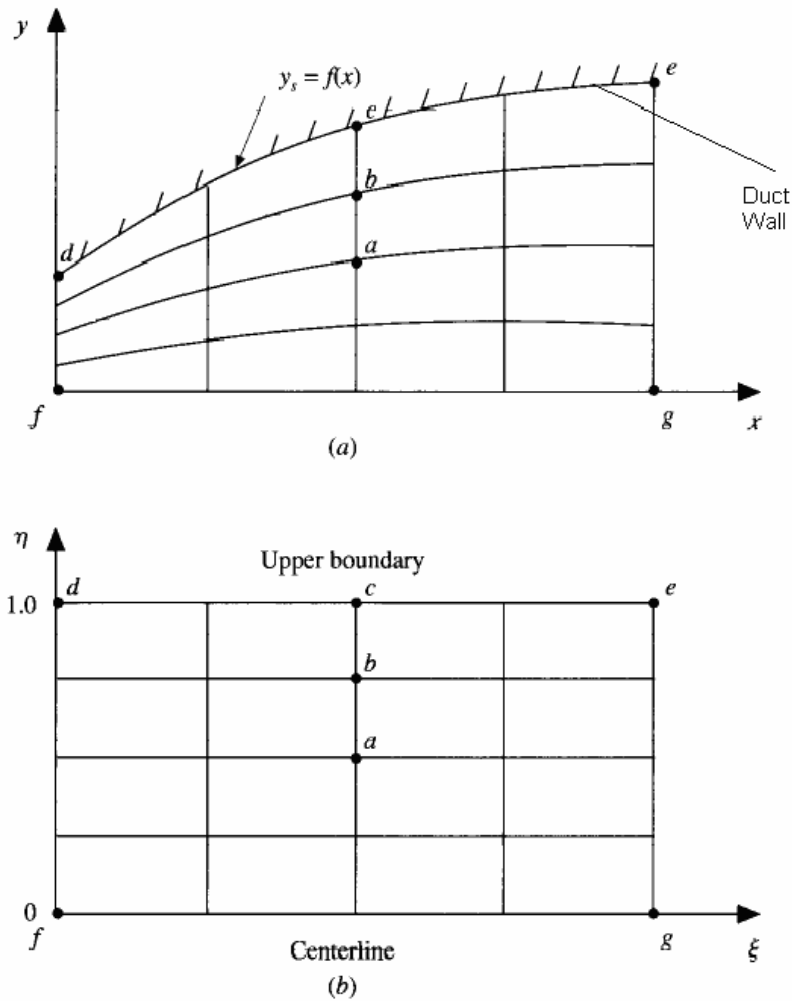 y
y_s = f(x)
e
e
b
Duct
Wall
d
a
f
g
x
(a)
η
Upper boundary
d
c
e
1.0
b
a
0
f
g
ξ
Centerline
(b)